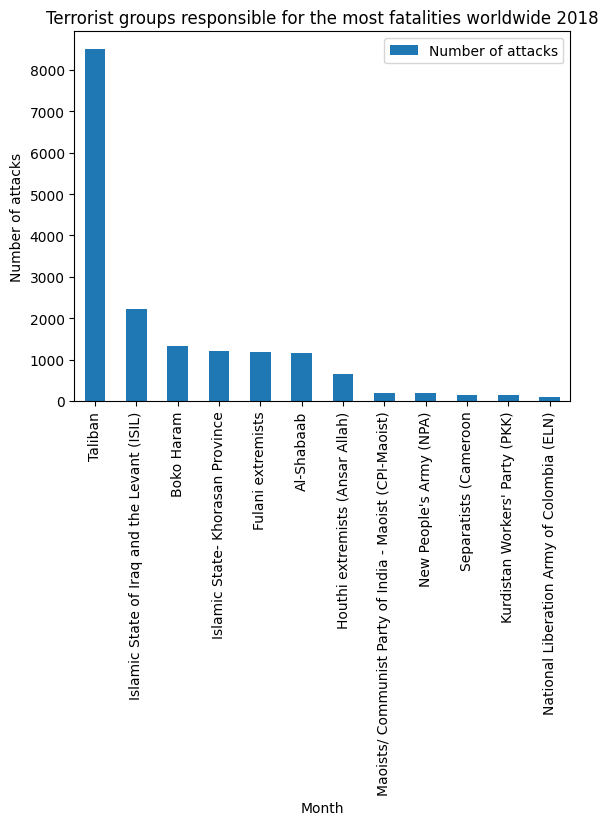 Terrorist groups responsible for the most fatalities worldwide 2018
Number of attacks
Number of attacks
8000
7000
6000
5000
4000
3000
2000
1000
0
Taliban
Islamic State of Iraq and the Levant (ISIL)
Boko Haram
Islamic State- Khorasan Province
Fulani extremists
Al-Shabaab
Houthi extremists (Ansar Allah)
Maoists/ Communist Party of India - Maoist (CPI-Maoist)
New People's Army (NPA)
Separatists (Cameroon
Kurdistan Workers' Party (PKK)
National Liberation Army of Colombia (ELN)
Month